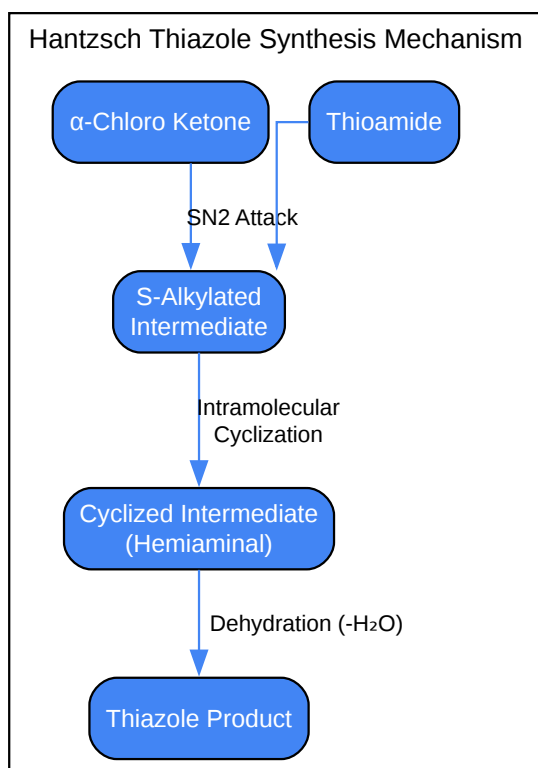 Hantzsch Thiazole Synthesis Mechanism
α-Chloro Ketone
Thioamide
SN2 Attack
S-Alkylated
Intermediate
Intramolecular
Cyclization
Cyclized Intermediate
(Hemiaminal)
Dehydration (-H₂O)
Thiazole Product